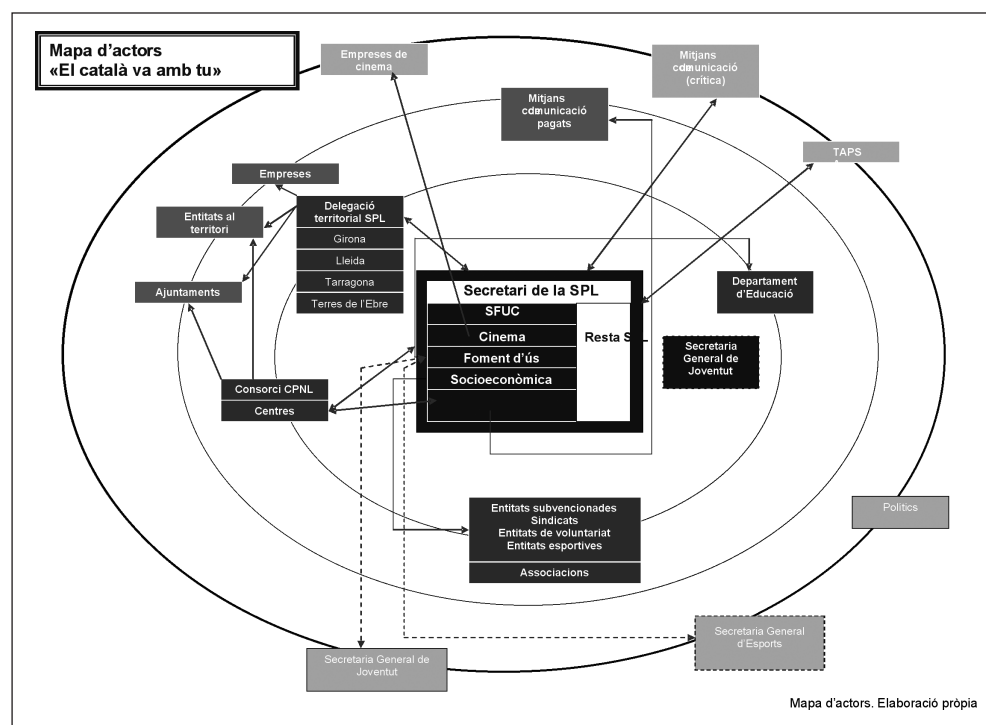 Mapa d'actors
«El català va amb tu»
Empreses de
cinema
Mitjans
comunicació
(crítica)
Mitjans
comunicació
pagats
TAPS
Empreses
Entitats al
territori
Ajuntaments
Delegació
territorial SPL
Girona
Lleida
Tarragona
Terres de l'Ebre
Departament
d'Educació
Secretari de la SPL
SFUC
Cinema
Foment d'ús
Socioeconòmica
Resta
Secretaria
General de
Joventut
Consorci CPNL
Centres
Entitats subvencionades
Sindicats
Entitats de voluntariat
Entitats esportives
Associacions
Polítics
Secretaria General
d'Esports
Secretaria General de
Joventut
Mapa d'actors. Elaboració pròpia